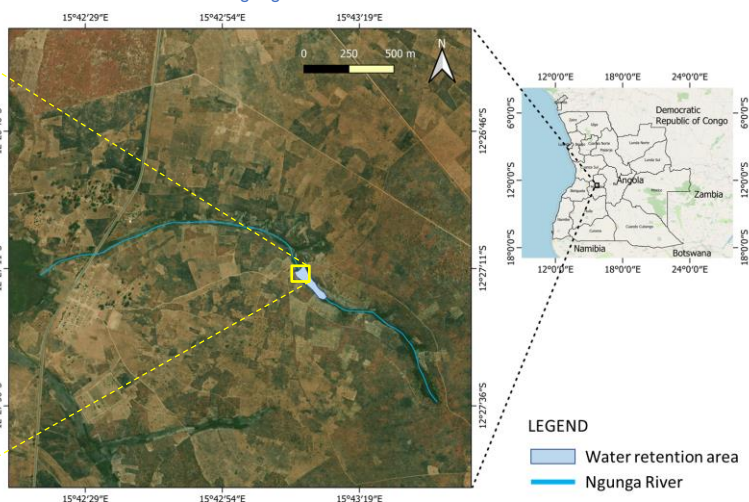 15°42'29"E 15°42'54"E 15°43'19"E
N
0 250 500 m
12°26'46"S
12°27'11"S
12°27'36"S
15°42'29"E 15°42'54"E 15°43'19"E
12°0'0"E 18°0'0"E 24°0'0"E
6°0'0"S
6°0'0"S
Democratic
Republic of Congo
12°0'0"S
12°0'0"S
Angola
Zambia
18°0'0"S
18°0'0"S
Namibia
Botswana
12°0'0"E 18°0'0"E 24°0'0"E
LEGEND
Water retention area
Ngunga River